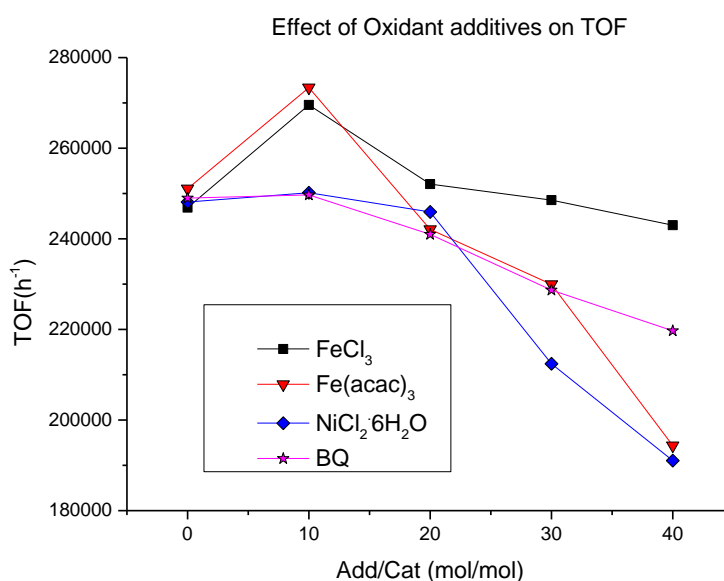 Effect of Oxidant additives on TOF
280000
260000
240000
220000
200000
180000
TOF(h⁻¹)
FeCl₃
Fe(acac)₃
NiCl₂·6H₂O
BQ
0 10 20 30 40
Add/Cat (mol/mol)